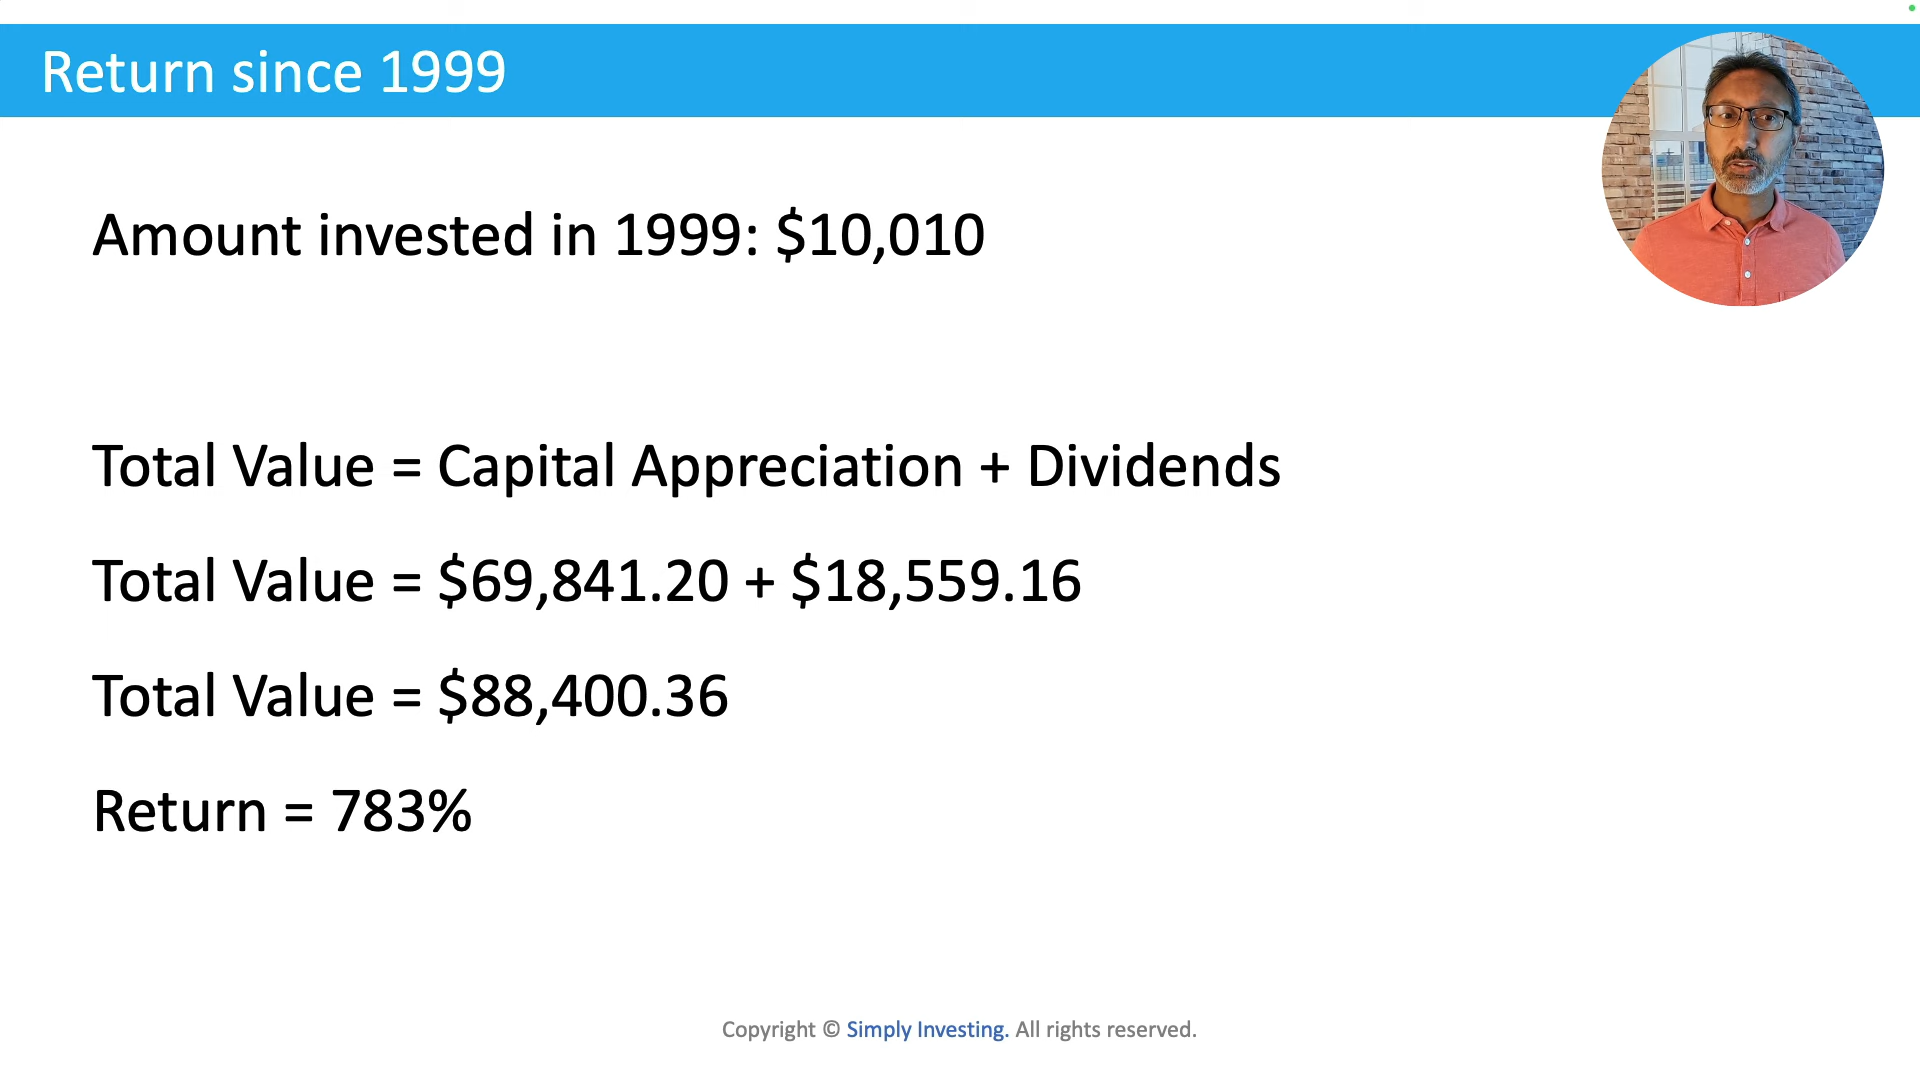 Return since 1999
Amount invested in 1999: $10,010
Total Value = Capital Appreciation + Dividends
Total Value = $69,841.20 + $18,559.16
Total Value = $88,400.36
Return = 783%
Copyright © Simply Investing. All rights reserved.